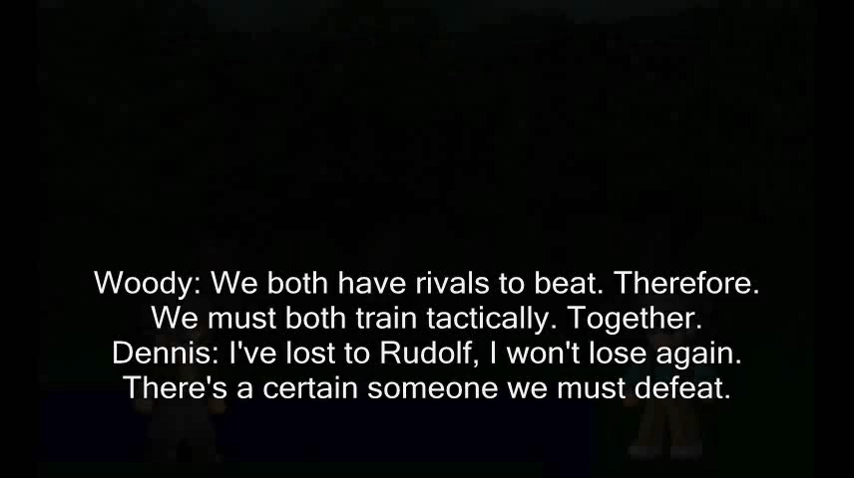 Woody: We both have rivals to beat. Therefore.
We must both train tactically. Together.
Dennis: I've lost to Rudolf, I won't lose again.
There's a certain someone we must defeat.